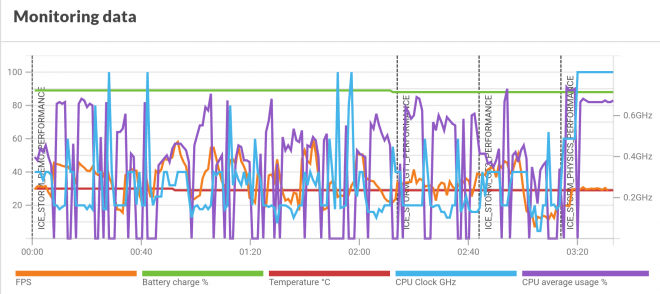 Monitoring data
100
80
60
40
20
0.6GHz
0.4GHz
0.2GHz
ICE_STORM_GT1_PERFORMANCE
ICE_STORM_PHYSICS_PERFORMANCE
00:00
00:40
01:20
02:00
02:40
03:20
FPS
Battery charge %
Temperature °C
CPU Clock GHz
CPU average usage %